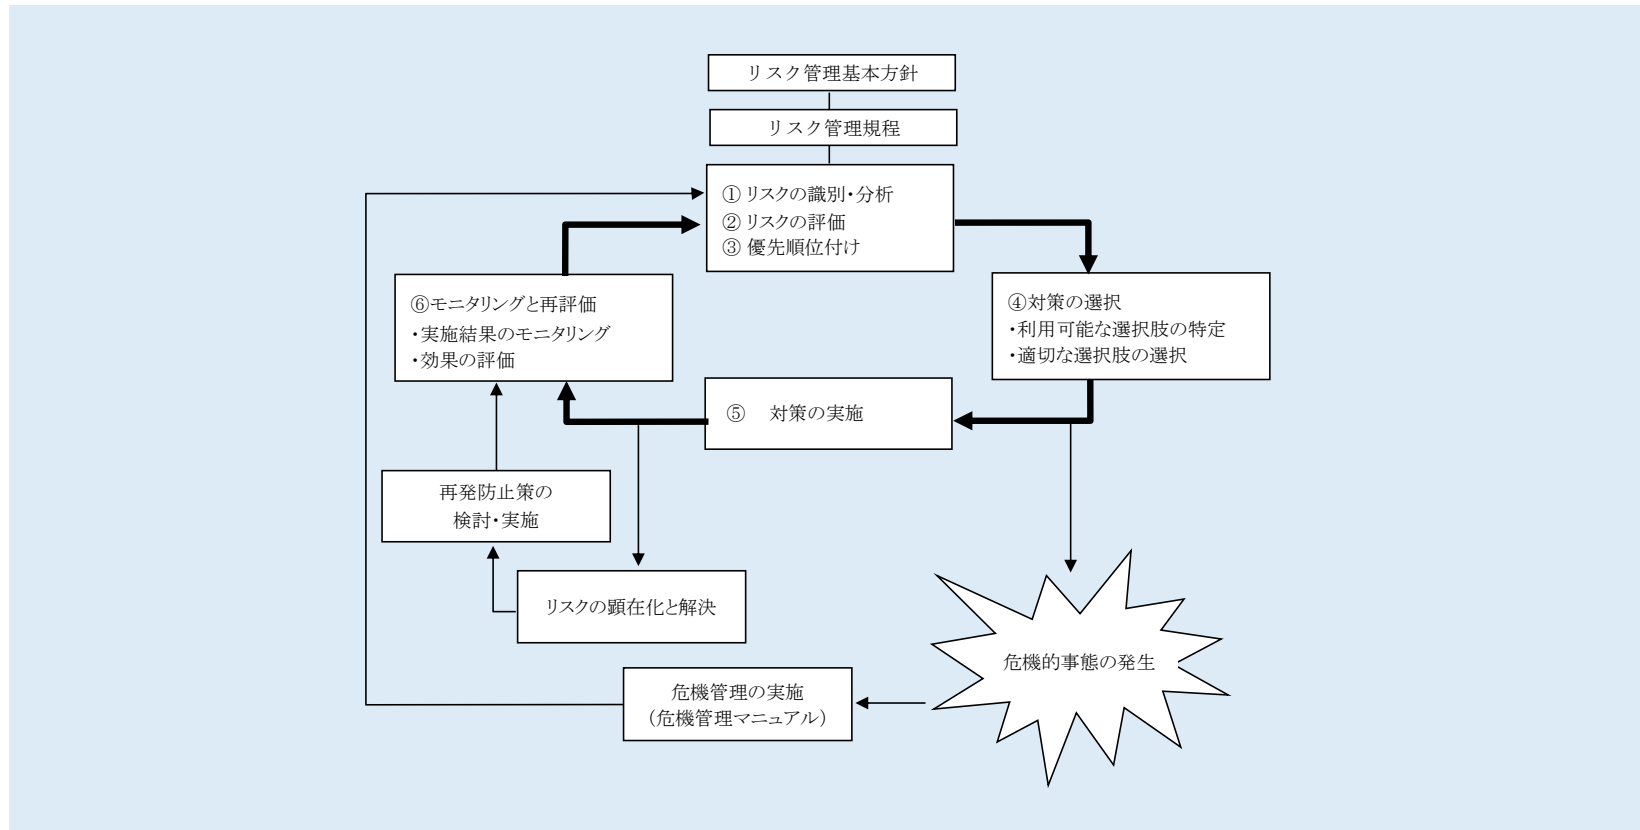 リスク管理基本方針
リスク管理規程
① リスクの識別・分析
② リスクの評価
③ 優先順位付け
④対策の選択
・利用可能な選択肢の特定
・適切な選択肢の選択
⑤　対策の実施
⑥モニタリングと再評価
・実施結果のモニタリング
・効果の評価
再発防止策の
検討・実施
リスクの顕在化と解決
危機的事態の発生
危機管理の実施
（危機管理マニュアル）